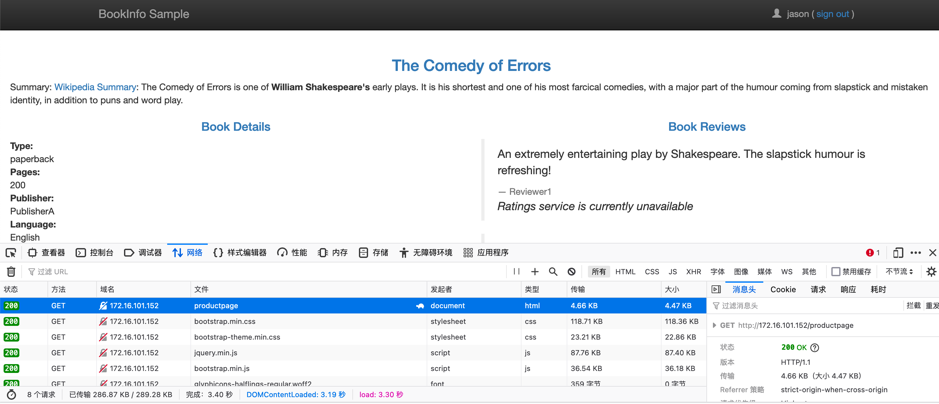 BookInfo Sample
jason ( sign out )
The Comedy of Errors
Summary: Wikipedia Summary: The Comedy of Errors is one of William Shakespeare's early plays. It is his shortest and one of his most farcical comedies, with a major part of the humour coming from slapstick and mistaken
identity, in addition to puns and word play.
Book Details
Type:
paperback
Pages:
200
Publisher:
PublisherA
Language:
English
Book Reviews
An extremely entertaining play by Shakespeare. The slapstick humour is
refreshing!
— Reviewer1
Ratings service is currently unavailable
查看器 控制台 调试器 网络 样式编辑器 性能 内存 存储 无障碍环境 应用程序 1
过滤 URL 所有 HTML CSS JS XHR 字体 图像 媒体 WS 其他 禁用缓存 不节流
状态 方法 域名 文件 发起者 类型 传输 大小
200 GET 172.16.101.152 productpage document html 4.66 KB 4.47 KB
200 GET 172.16.101.152 bootstrap.min.css stylesheet css 118.71 KB 118.36 KB
200 GET 172.16.101.152 bootstrap-theme.min.css stylesheet css 23.21 KB 22.86 KB
200 GET 172.16.101.152 jquery.min.js script js 87.76 KB 87.40 KB
200 GET 172.16.101.152 bootstrap.min.js script js 36.54 KB 36.18 KB
200 GET 172.16.101.152 glyphicons-halflings-regular.woff2 font 359 字节 0 字节
8 个请求 已传输 286.87 KB / 289.28 KB 完成：3.40 秒 DOMContentLoaded: 3.19 秒 load: 3.30 秒
消息头 Cookie 请求 响应 耗时
过滤消息头 拦截 重发
GET http://172.16.101.152/productpage
状态 200 OK
版本 HTTP/1.1
传输 4.66 KB（大小 4.47 KB）
Referrer 策略 strict-origin-when-cross-origin